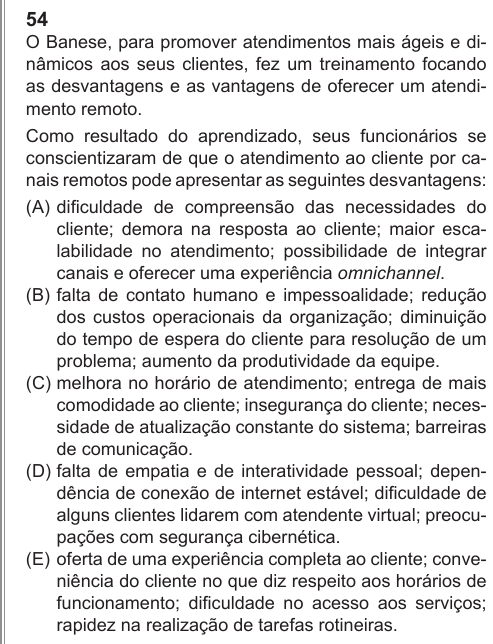 54
O Banese, para promover atendimentos mais ágeis e di-
nâmicos aos seus clientes, fez um treinamento focando
as desvantagens e as vantagens de oferecer um atendi-
mento remoto.
Como resultado do aprendizado, seus funcionários se
conscientizaram de que o atendimento ao cliente por ca-
nais remotos pode apresentar as seguintes desvantagens:
(A) dificuldade de compreensão das necessidades do
cliente; demora na resposta ao cliente; maior esca-
labilidade no atendimento; possibilidade de integrar
canais e oferecer uma experiência omnichannel.
(B) falta de contato humano e impessoalidade; redução
dos custos operacionais da organização; diminuição
do tempo de espera do cliente para resolução de um
problema; aumento da produtividade da equipe.
(C) melhora no horário de atendimento; entrega de mais
comodidade ao cliente; insegurança do cliente; neces-
sidade de atualização constante do sistema; barreiras
de comunicação.
(D) falta de empatia e de interatividade pessoal; depen-
dência de conexão de internet estável; dificuldade de
alguns clientes lidarem com atendente virtual; preocu-
pações com segurança cibernética.
(E) oferta de uma experiência completa ao cliente; conve-
niência do cliente no que diz respeito aos horários de
funcionamento; dificuldade no acesso aos serviços;
rapidez na realização de tarefas rotineiras.